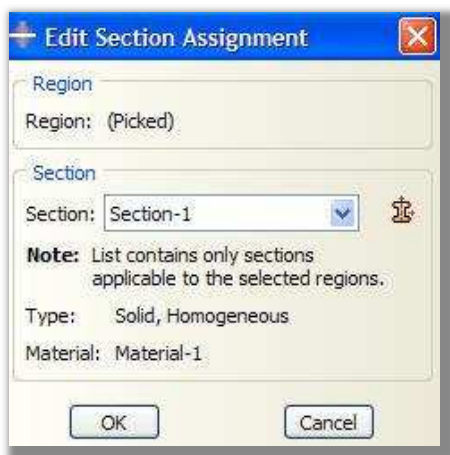 Edit Section Assignment
Region
Region: (Picked)
Section
Section: Section-1
Note: List contains only sections
applicable to the selected regions.
Type: Solid, Homogeneous
Material: Material-1
OK Cancel